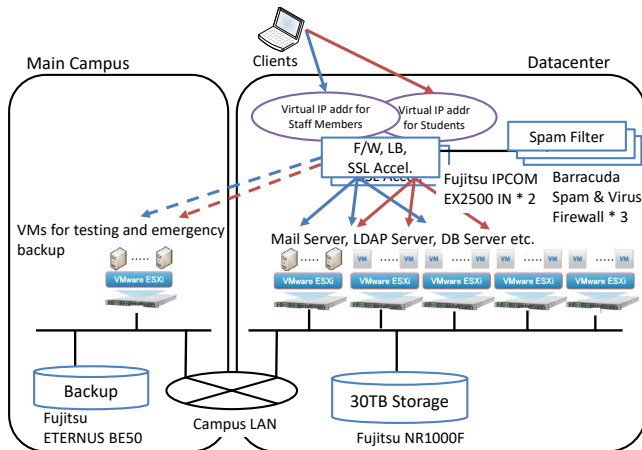 Clients
Main Campus
Datacenter
Virtual IP addr for
Staff Members
Virtual IP addr
for Students
F/W, LB,
SSL Accel.
SSL Accel.
Spam Filter
Fujitsu IPCOM
EX2500 IN * 2
Barracuda
Spam & Virus
Firewall * 3
VMs for testing and emergency
backup
Mail Server, LDAP Server, DB Server etc.
.....
VMware ESXi
.....
VMware ESXi
VM ..... VM
VMware ESXi
VM ..... VM
VMware ESXi
VM ..... VM
VMware ESXi
VM ..... VM
VMware ESXi
Backup
Fujitsu
ETERNUS BE50
Campus LAN
30TB Storage
Fujitsu NR1000F